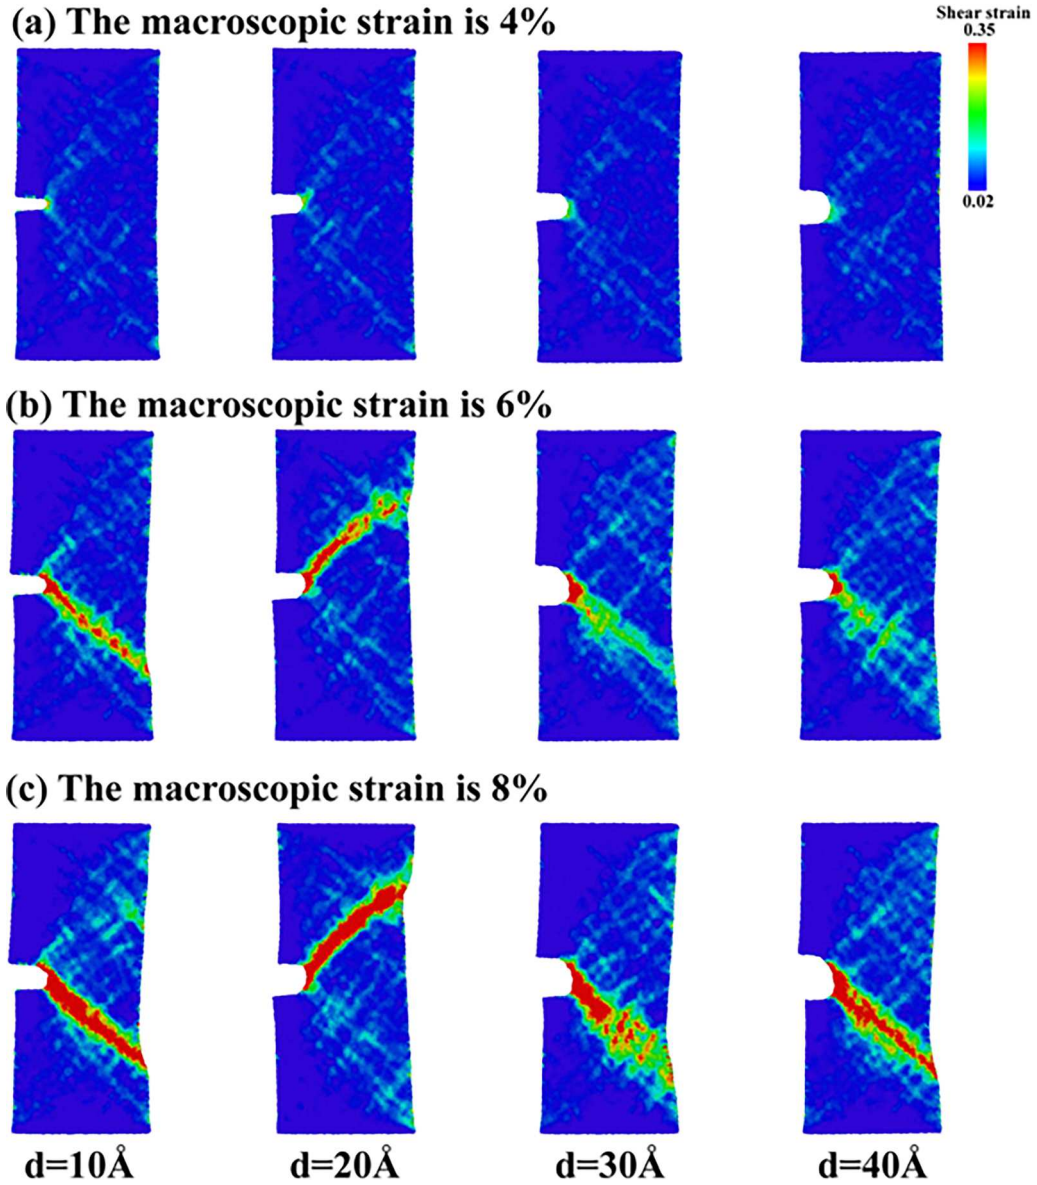 (a) The macroscopic strain is 4%
Shear strain
0.35
0.02
(b) The macroscopic strain is 6%
(c) The macroscopic strain is 8%
d=10Å
d=20Å
d=30Å
d=40Å